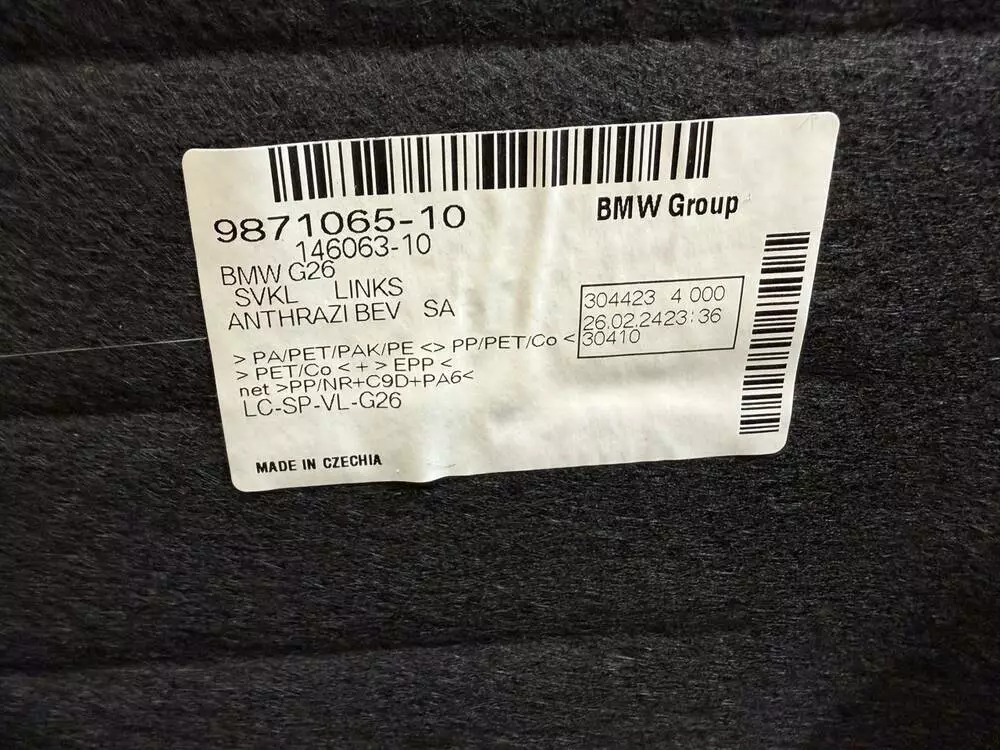 9871065-10
BMW Group
146063-10
BMW G26
SVKL LINKS
ANTHRAZI BEV SA
304423 4 000
26.02.2423:36
30410
> PA/PET/PAK/PE <> PP/PET/Co <
> PET/Co < + > EPP <
net >PP/NR+C9D+PA6<
LC-SP-VL-G26
MADE IN CZECHIA